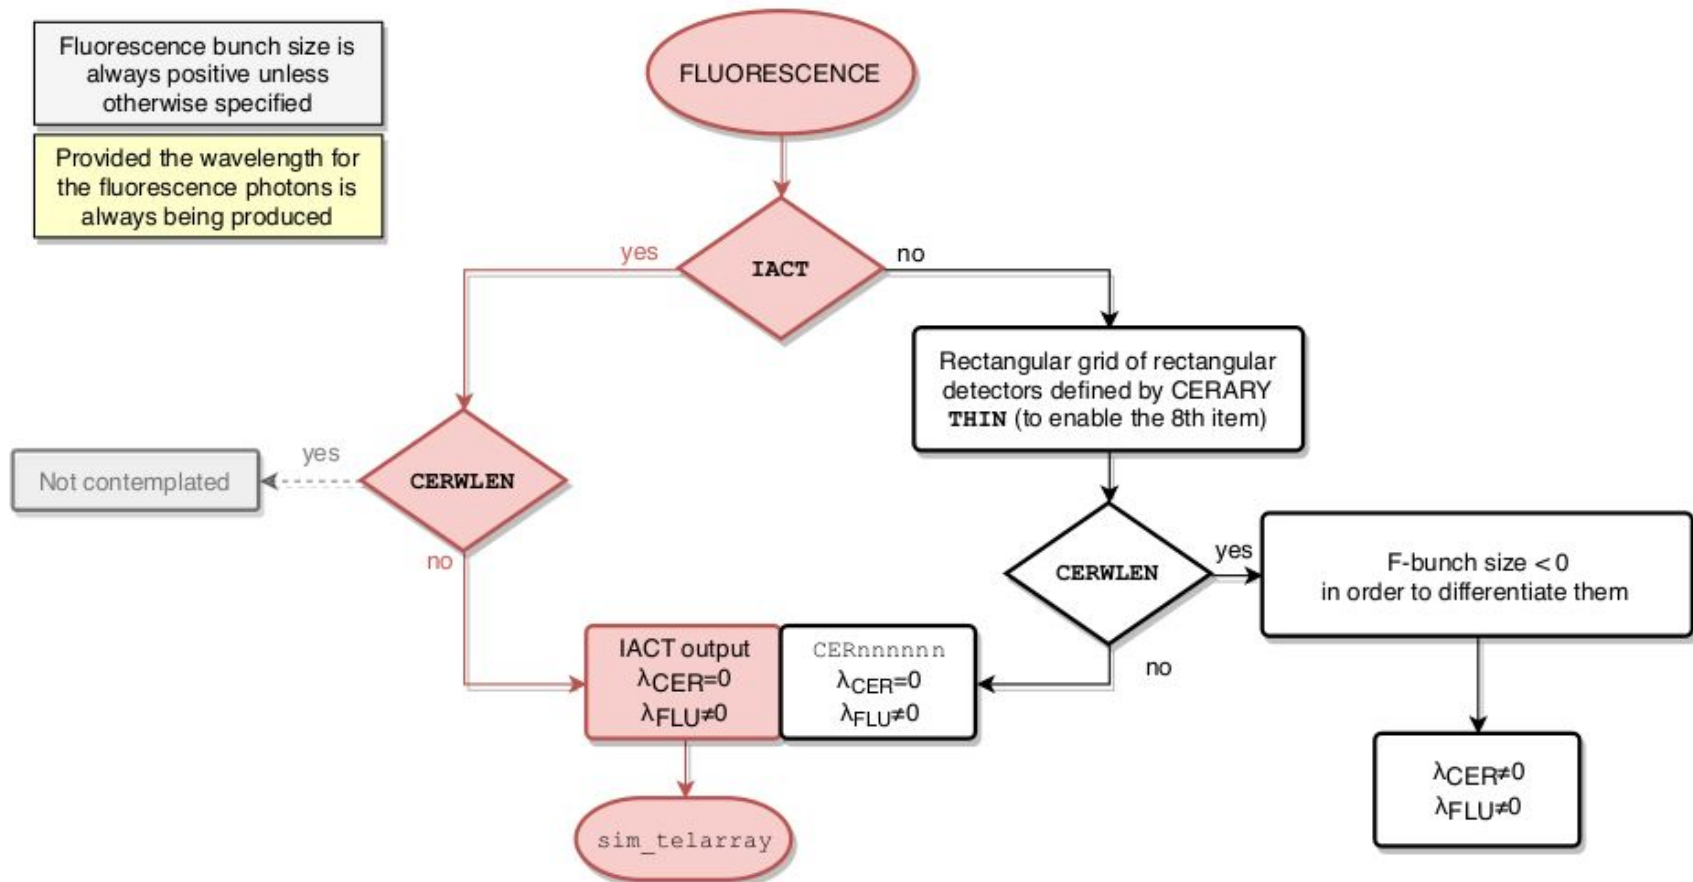 Fluorescence bunch size is
always positive unless
otherwise specified
Provided the wavelength for
the fluorescence photons is
always being produced
FLUORESCENCE
yes
IACT
no
Rectangular grid of rectangular
detectors defined by CERARY
THIN (to enable the 8th item)
Not contemplated
yes
CERWLEN
no
CERWLEN
yes
F-bunch size < 0
in order to differentiate them
no
IACT output
λCER=0
λFLU≠0
CERnnnnnn
λCER=0
λFLU≠0
λCER≠0
λFLU≠0
sim_telarray